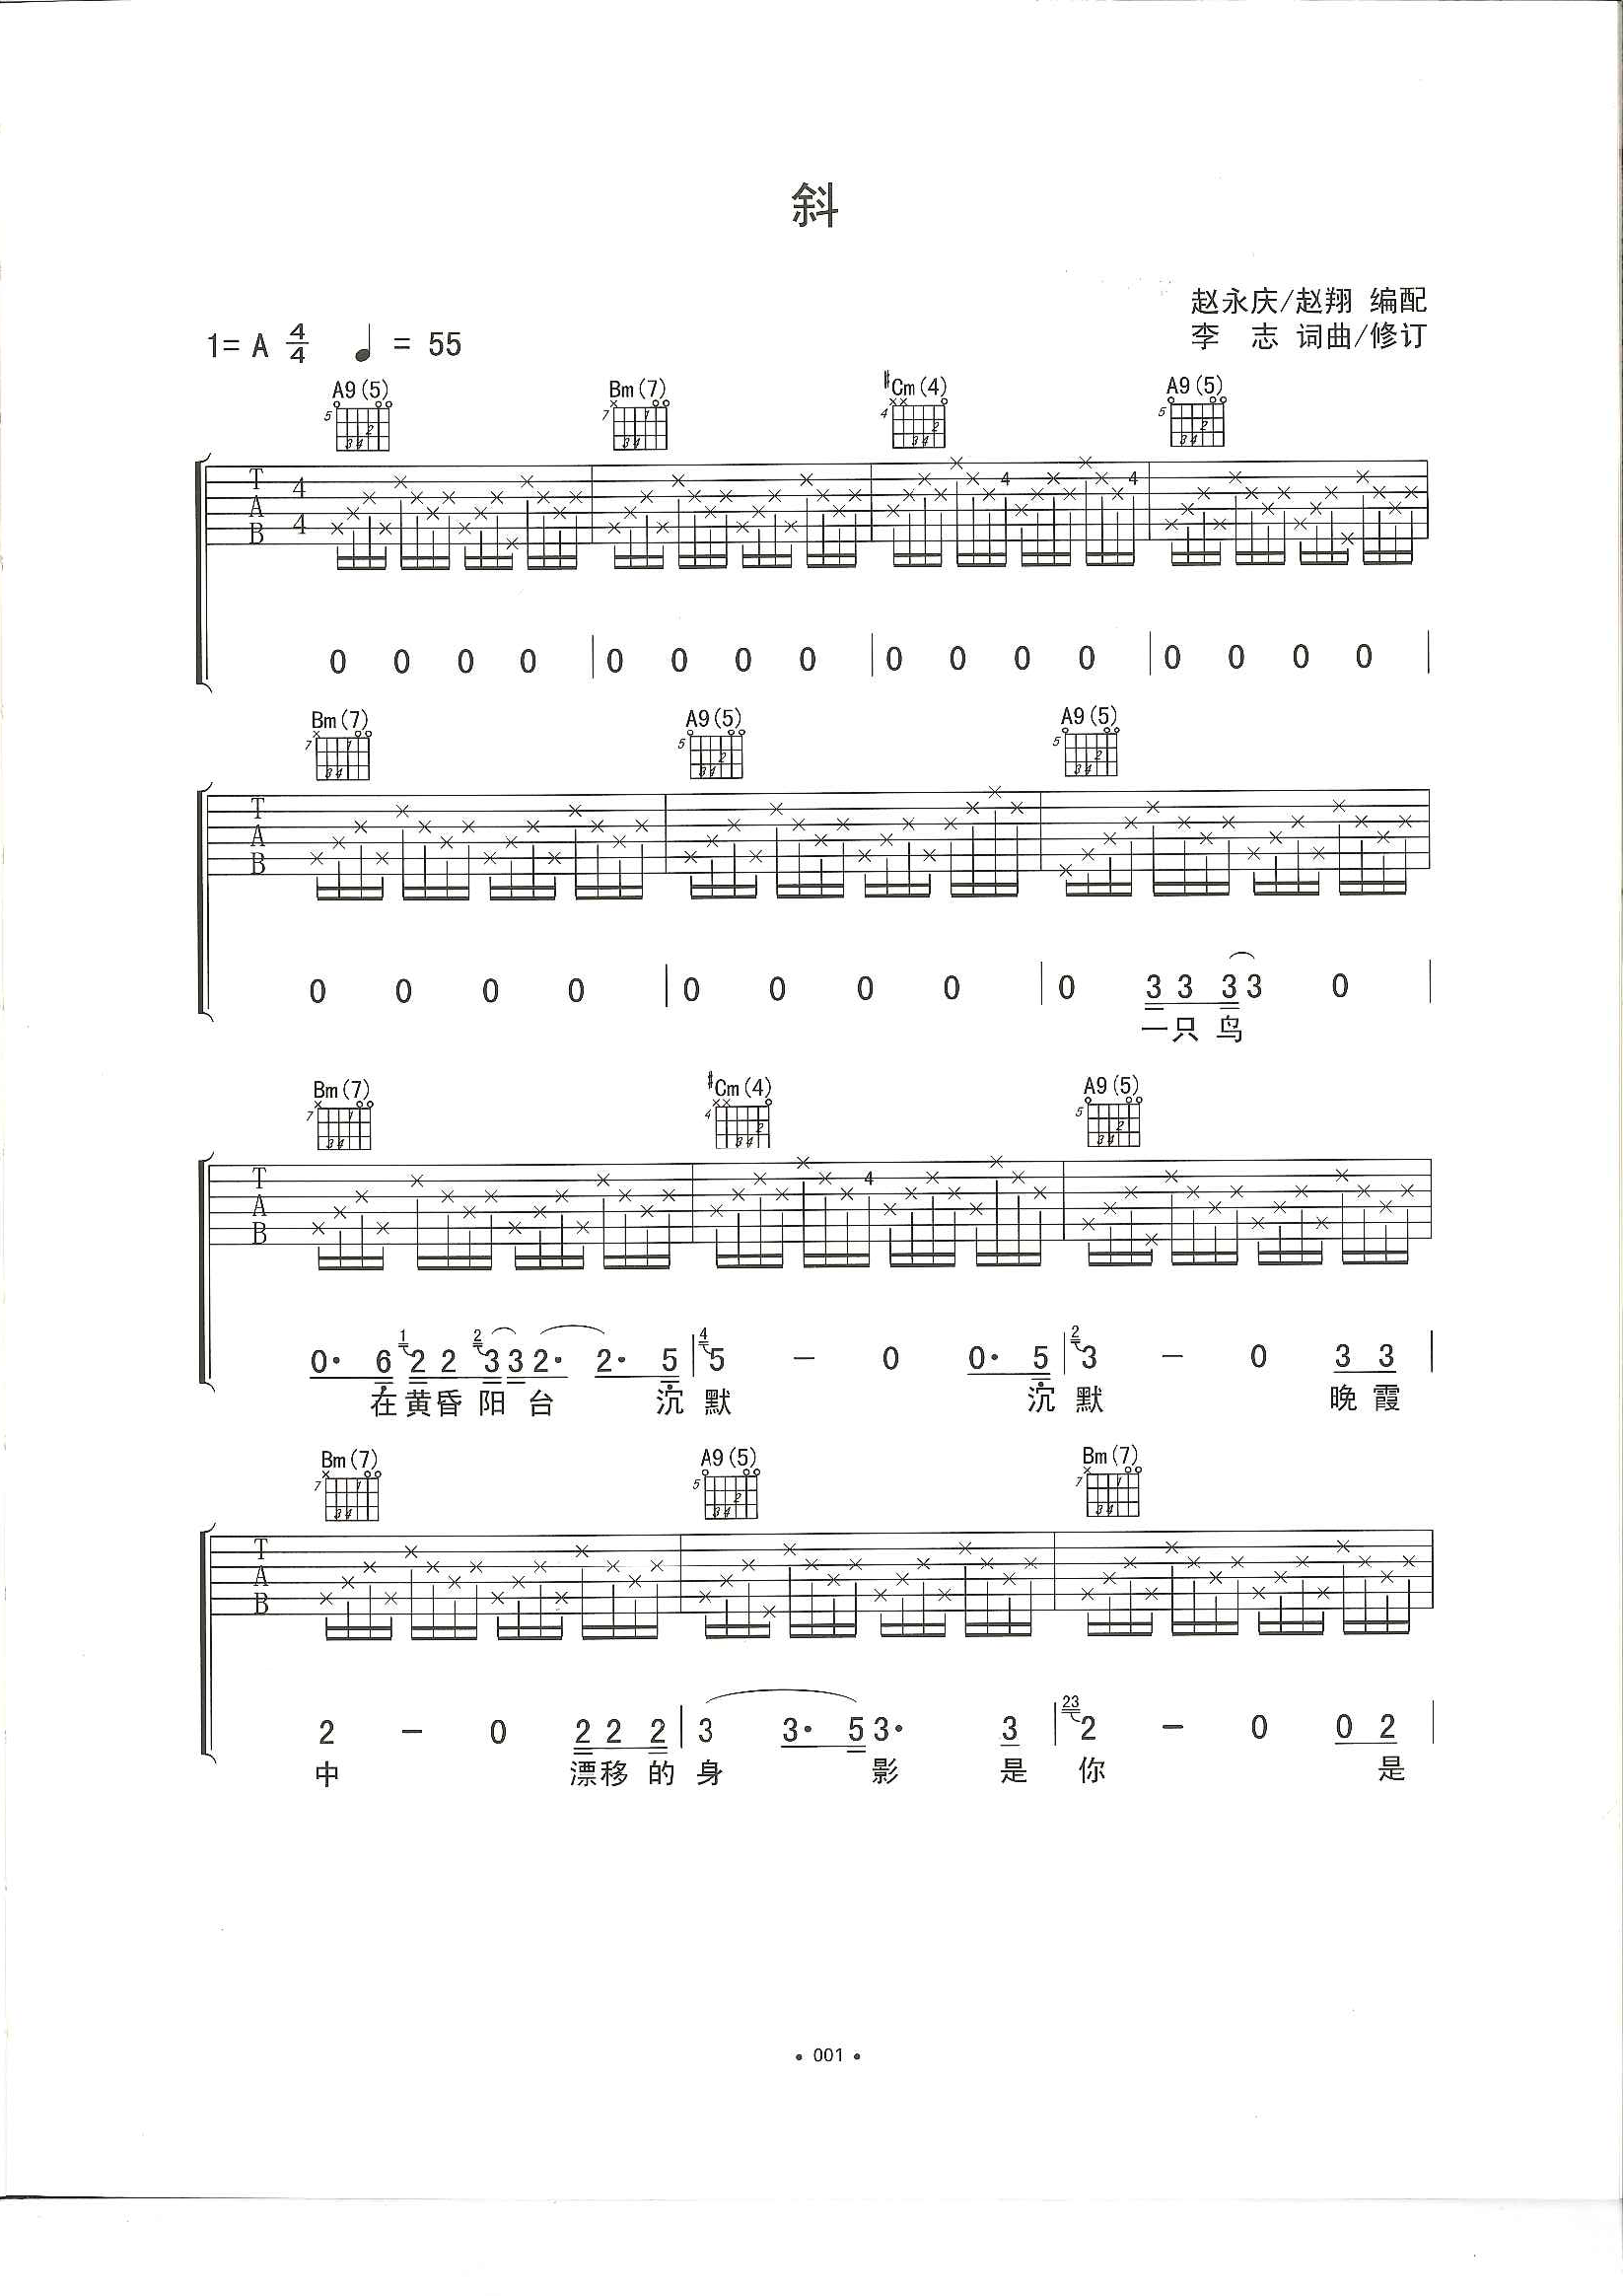 斜
赵永庆/赵翔 编配
1= A 4/4 ♩ = 55 李 志 词曲/修订
A9(5) Bm(7) #Cm(4) A9(5)
T A B 4 4 4 4
0 0 0 0 | 0 0 0 0 | 0 0 0 0 | 0 0 0 0 |
Bm(7) A9(5) A9(5)
T A B
0 0 0 0 | 0 0 0 0 | 0 3 3 3 3 0 |
一只 鸟
Bm(7) #Cm(4) A9(5)
T A B 4
0· 6 1 2 2 2 3 3 2· 2· 5 | 4 5 － 0 0· 5 | 2 3 － 0 3 3 |
在黄昏 阳 台 沉 默 沉 默 晚 霞
Bm(7) A9(5) Bm(7)
T A B
2 － 0 2 2 2 | 3 3· 5 3· 3 | 23 2 － 0 0 2 |
中 漂移 的 身 影 是 你 是
• 001 •